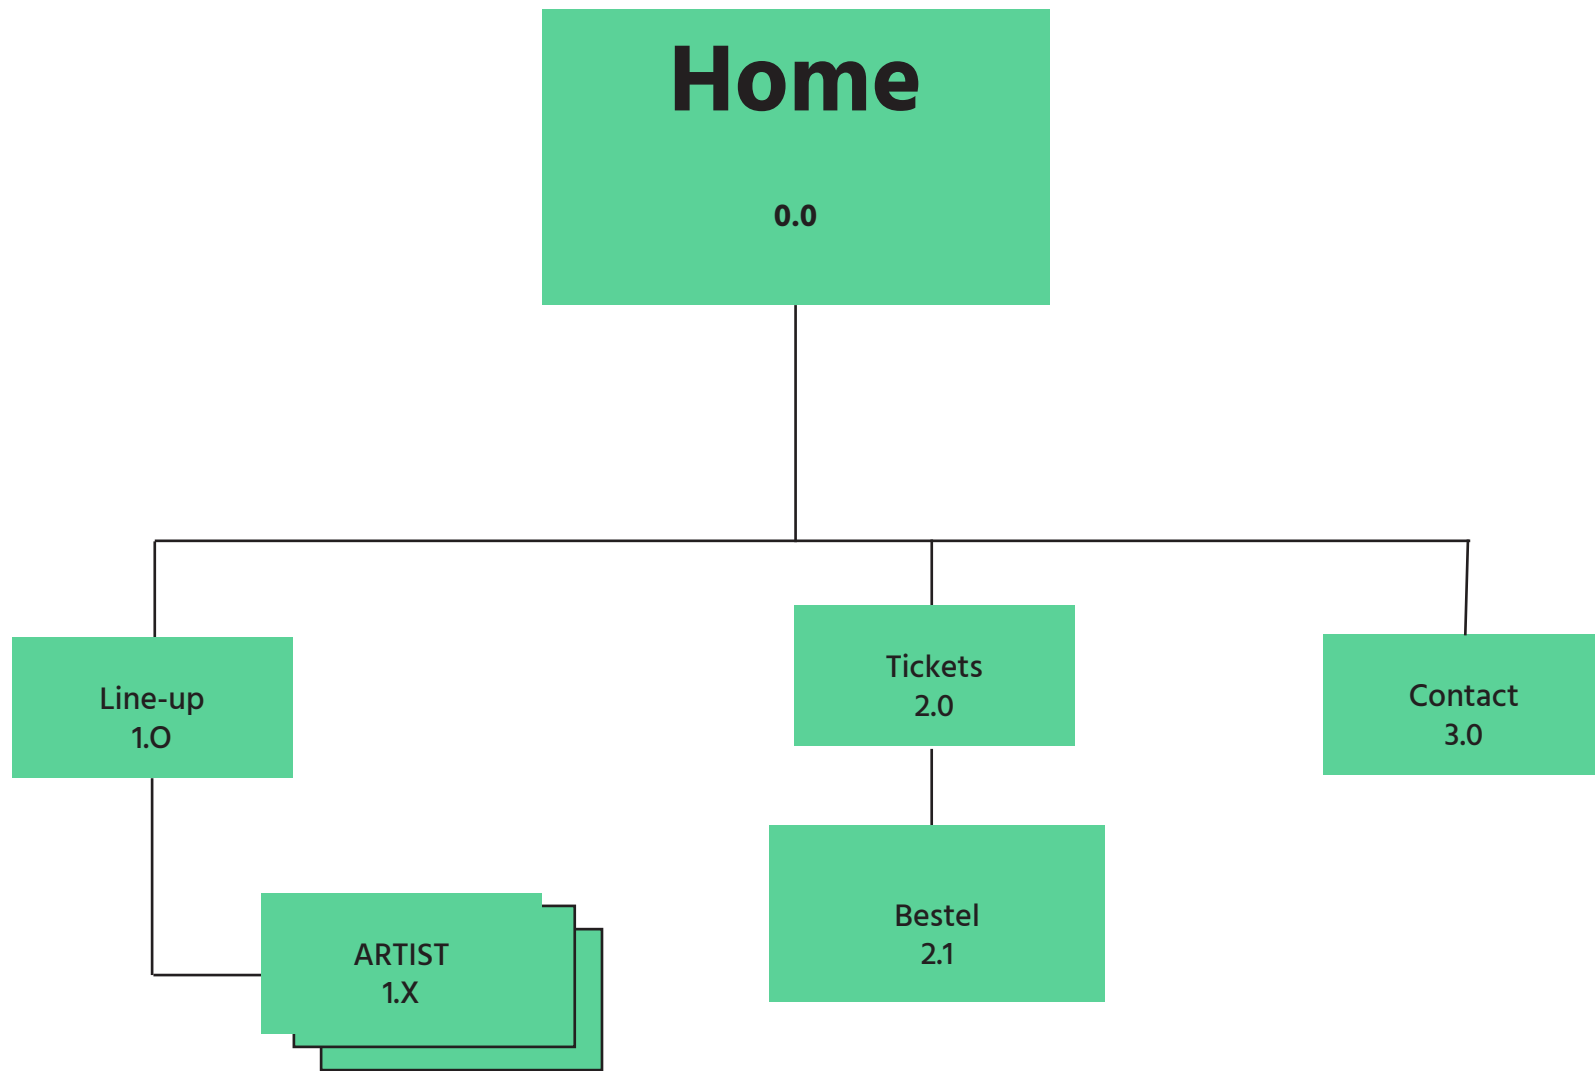 Home
0.0
Line-up
1.O
Tickets
2.0
Contact
3.0
ARTIST
1.X
Bestel
2.1